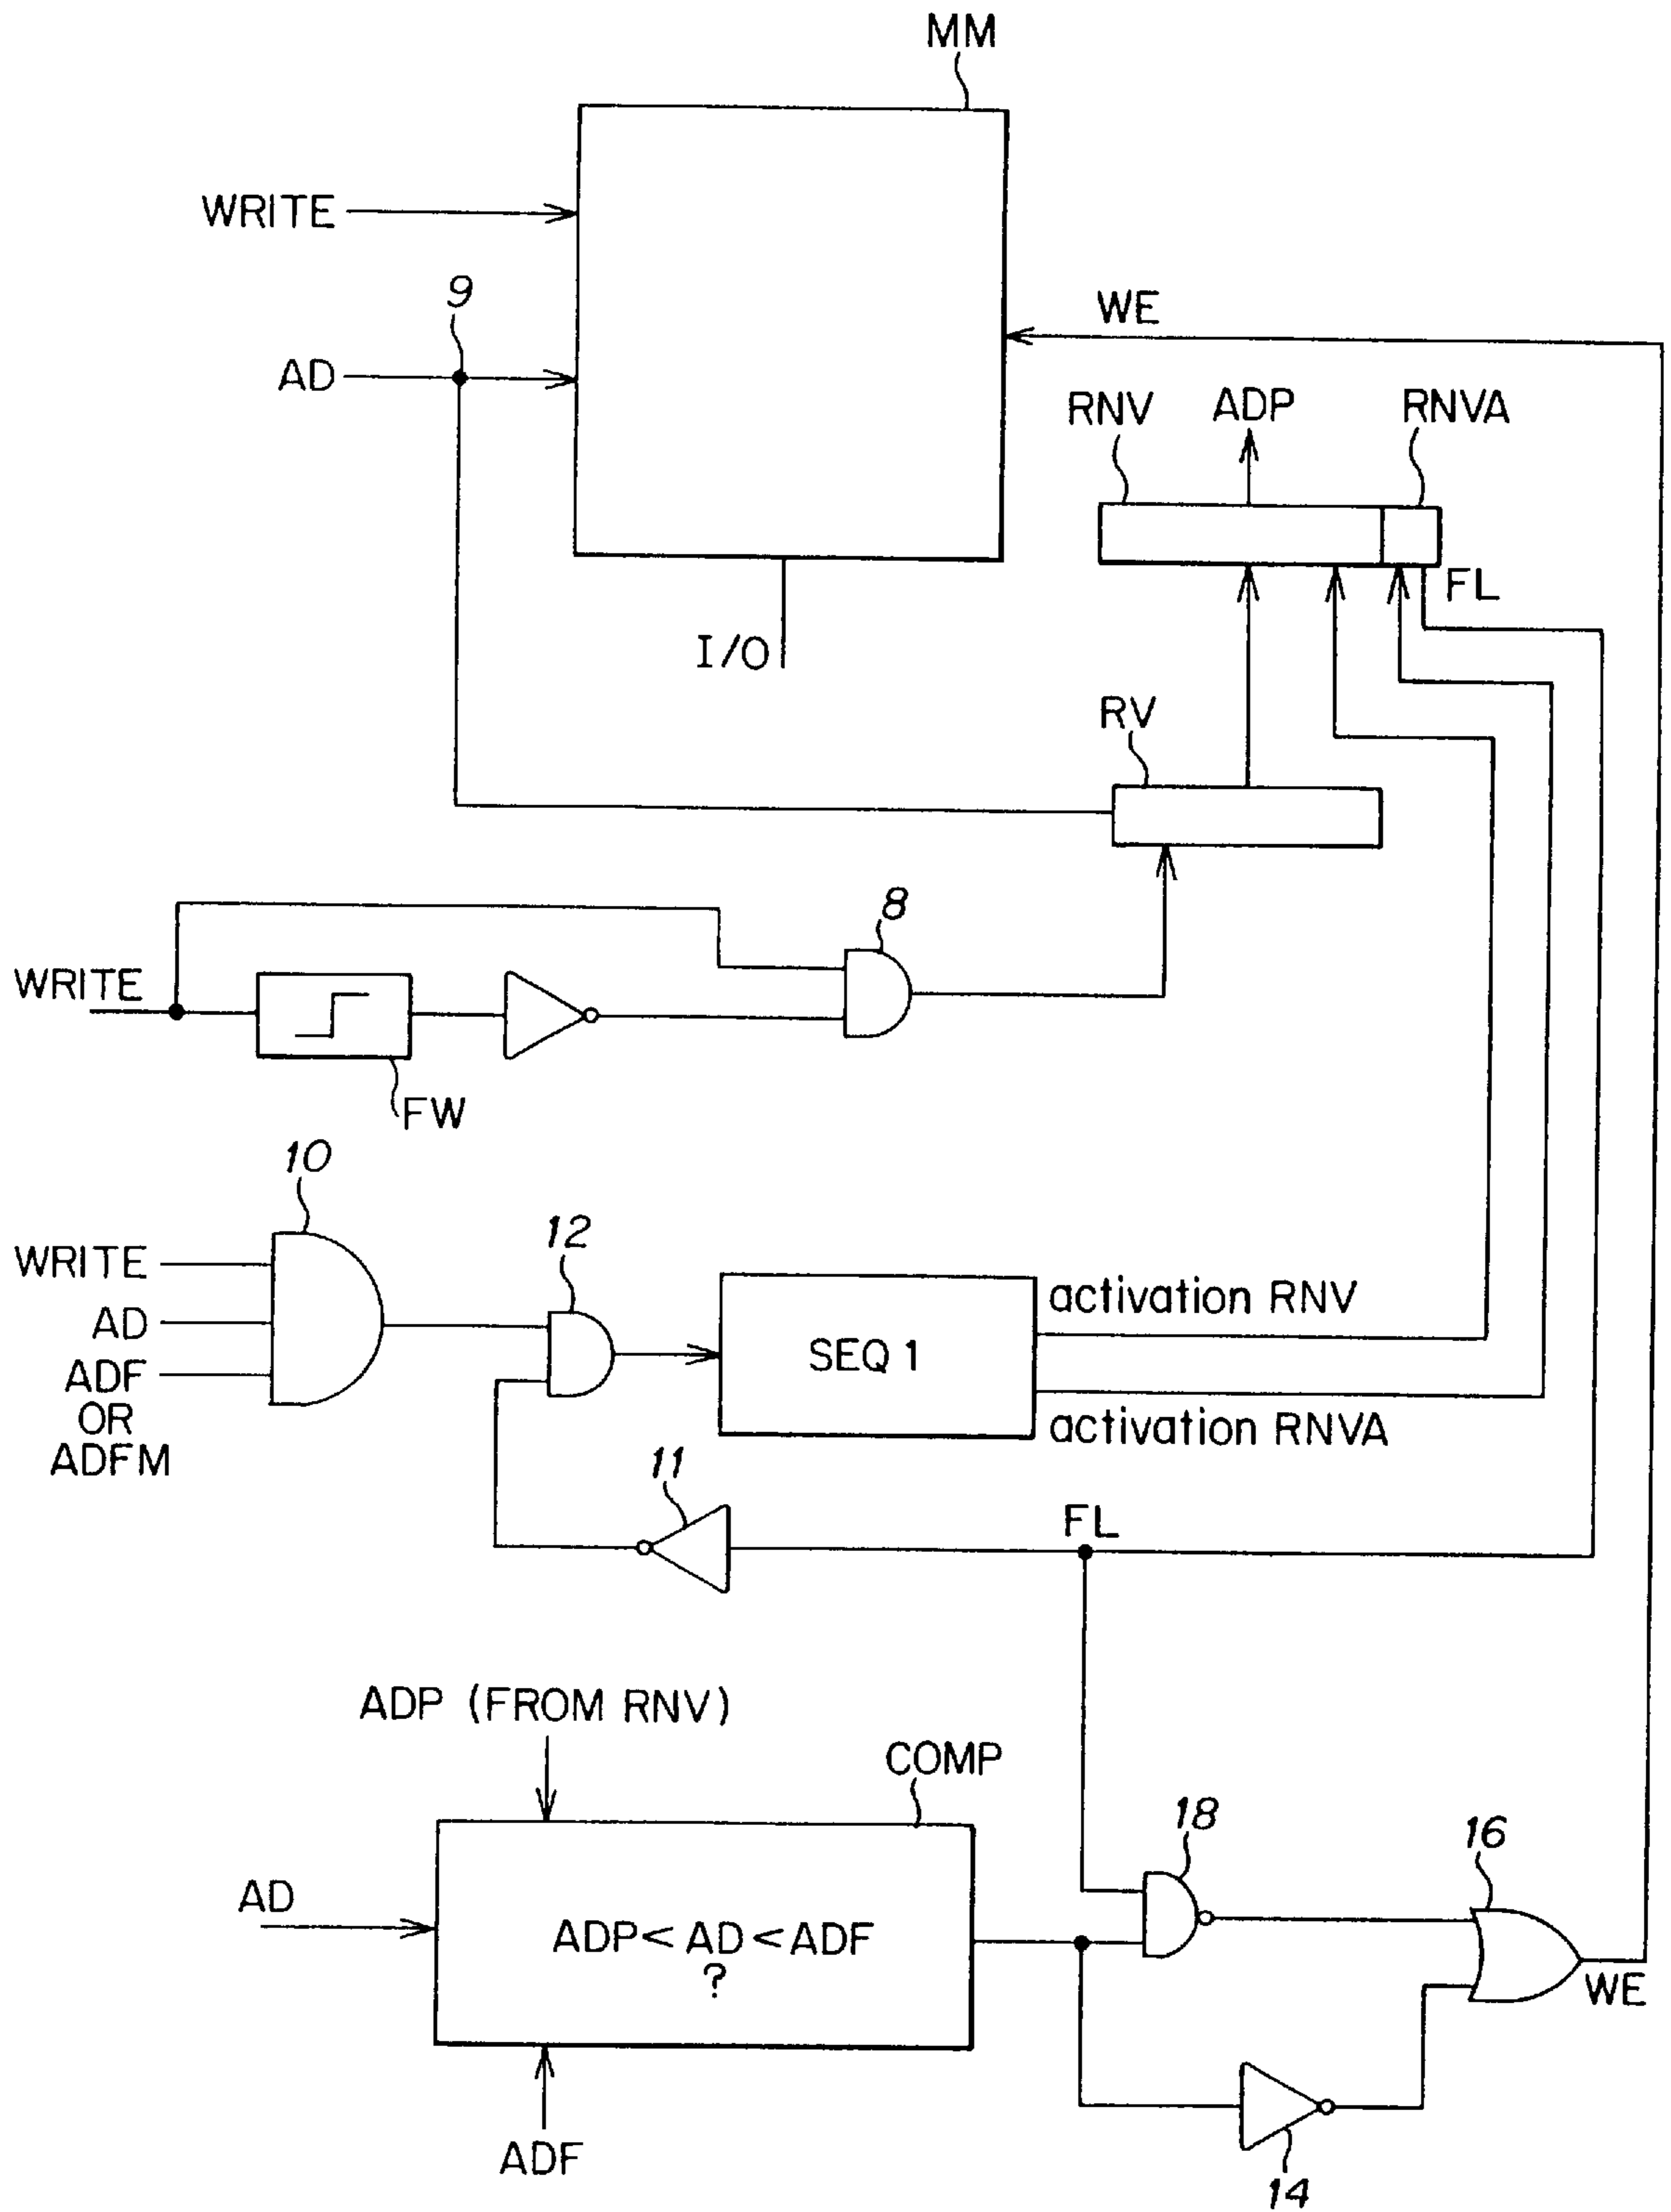 MM
WRITE
9
WE
AD
RNV
ADP
RNVA
FL
I/O
RV
8
WRITE
FW
10
12
WRITE
activation RNV
AD
SEQ 1
ADF
OR
ADFM
activation RNVA
11
FL
ADP (FROM RNV)
COMP
18
16
AD
ADP< AD <ADF
?
WE
ADF
14